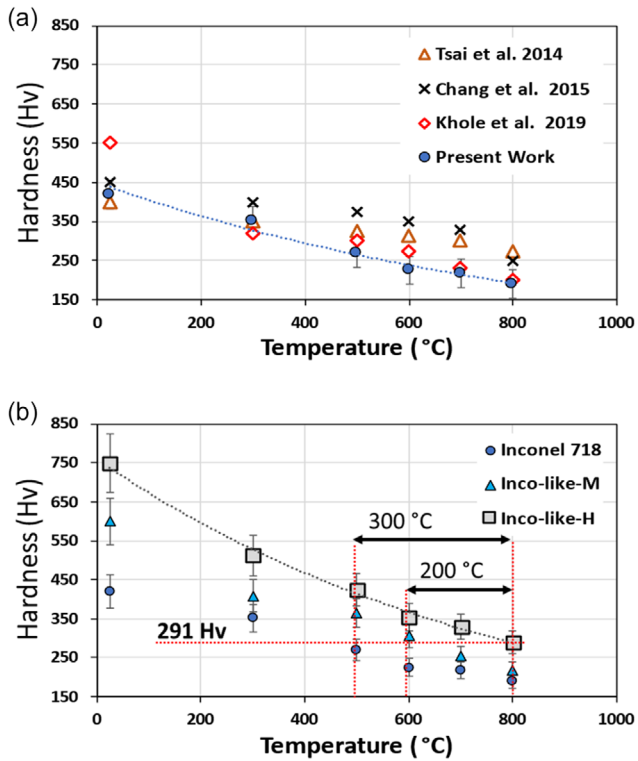 (a)
850
750
650
550
450
350
250
150
Hardness (Hv)
Tsai et al. 2014
Chang et al. 2015
Khole et al. 2019
Present Work
0 200 400 600 800 1000
Temperature (°C)
(b)
850
750
650
550
450
350
250
150
Hardness (Hv)
Inconel 718
Inco-like-M
Inco-like-H
300 °C
200 °C
291 Hv
0 200 400 600 800 1000
Temperature (°C)